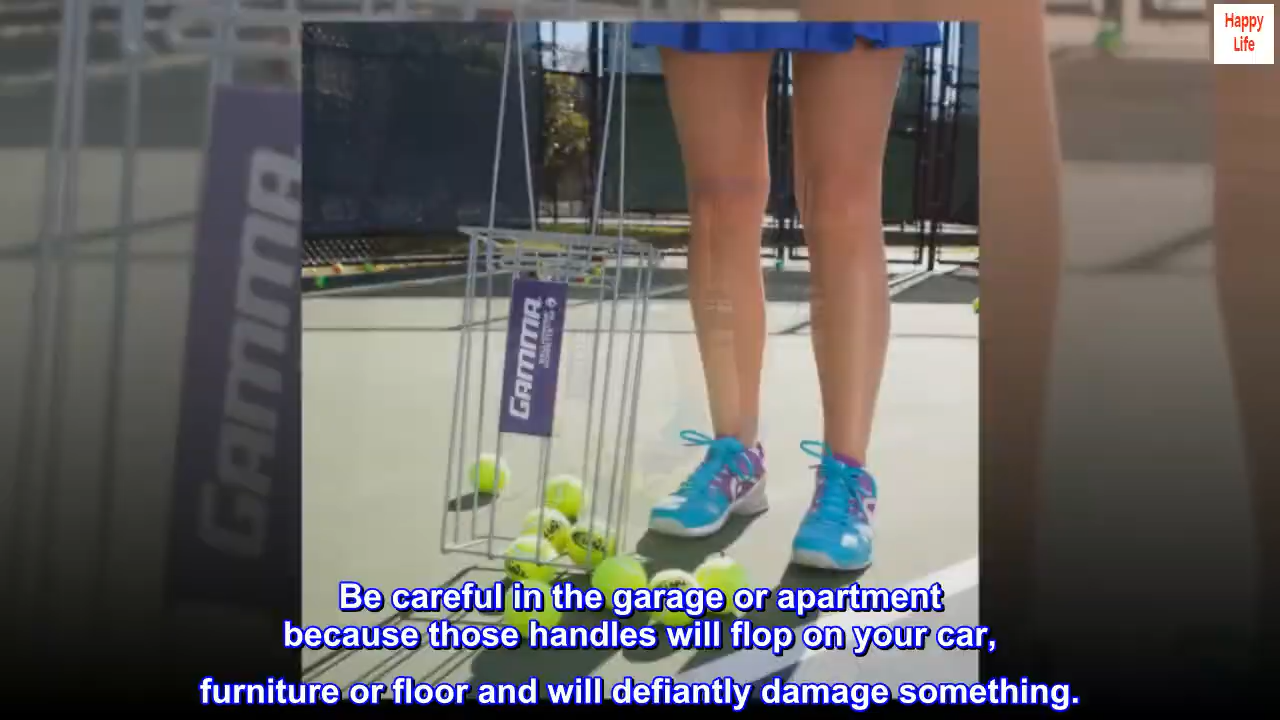 Happy
Life
GAMMA
GAMMA
Be careful in the garage or apartment
because those handles will flop on your car,
furniture or floor and will defiantly damage something.